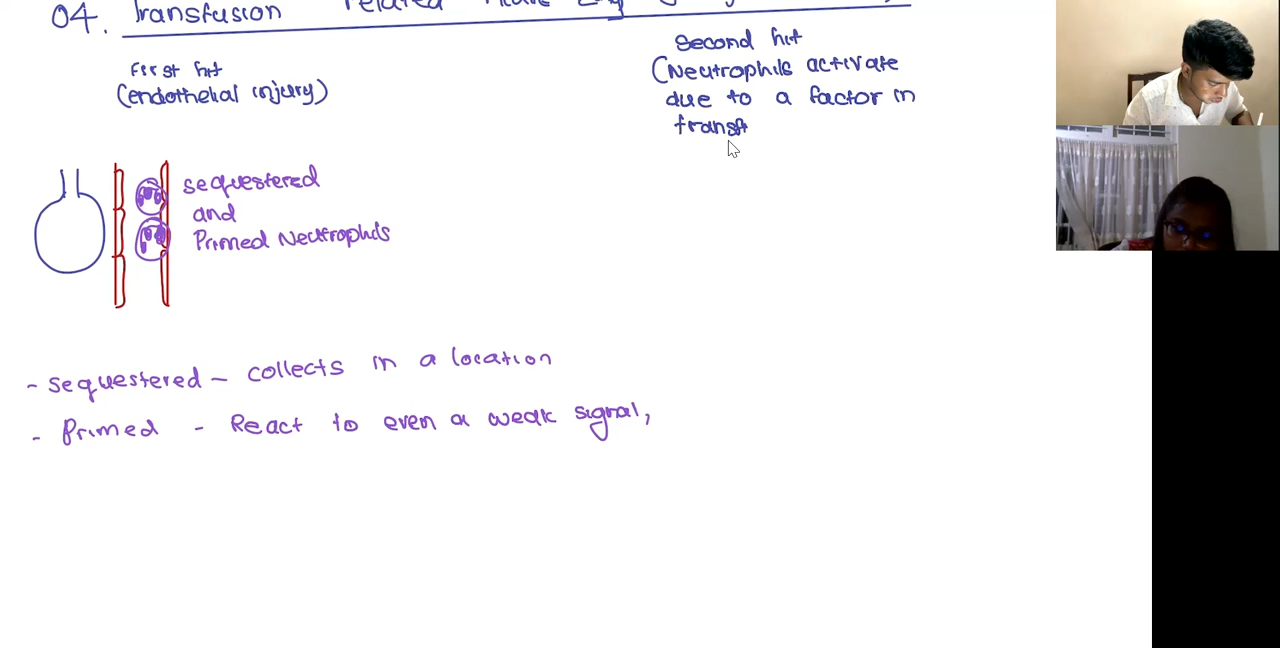 04. Transfusion related
First hit
(endothelial injury)
Second hit
(Neutrophils activate
due to a factor in
transf
sequestered
and
Primed Neutrophils
- sequestered - collects in a location
- Primed - React to even a weak signal,